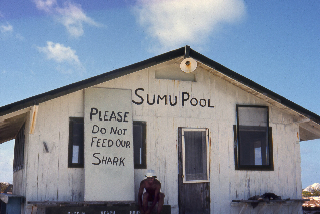 SUMU POOL
PLEASE
DO NOT
FEED OUR
SHARK